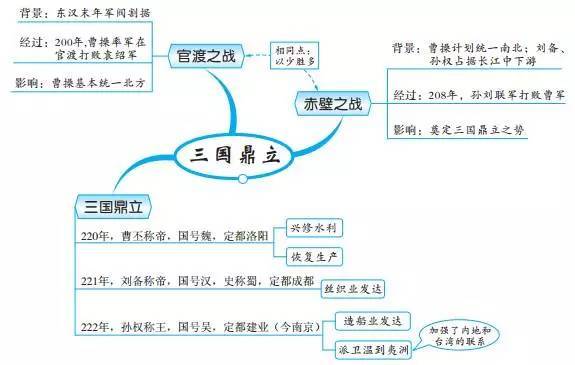 背景：东汉末年军阀割据
经过：200年,曹操率军在
官渡打败袁绍军
影响：曹操基本统一北方
官渡之战
相同点：
以少胜多
赤壁之战
背景：曹操计划统一南北；刘备、
孙权占据长江中下游
经过：208年，孙刘联军打败曹军
影响：奠定三国鼎立之势
三国鼎立
三国鼎立
220年，曹丕称帝，国号魏，定都洛阳
兴修水利
恢复生产
221年，刘备称帝，国号汉，史称蜀，定都成都
丝织业发达
222年，孙权称王，国号吴，定都建业（今南京）
造船业发达
派卫温到夷洲
加强了内地和
台湾的联系